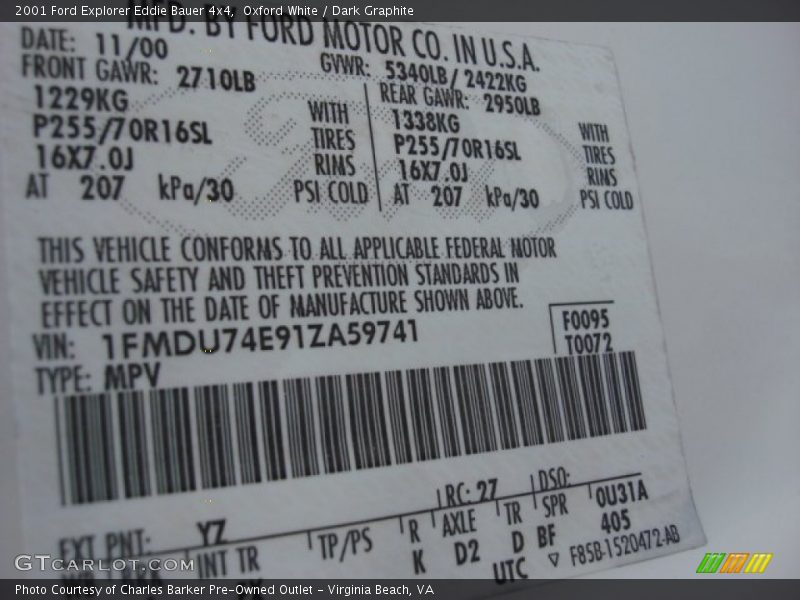 2001 Ford Explorer Eddie Bauer 4x4,  Oxford White / Dark Graphite
MFD. BY FORD MOTOR CO. IN U.S.A.
DATE: 11/00
GVWR: 5340LB/ 2422KG
FRONT GAWR: 2710LB
REAR GAWR: 2950LB
1229KG WITH
1338KG WITH
P255/70R16SL TIRES
P255/70R16SL TIRES
16X7.0J RINS
16X7.0J RINS
AT 207 kPa/30 PSI COLD
AT 207 kPa/30 PSI COLD
THIS VEHICLE CONFORMS TO ALL APPLICABLE FEDERAL MOTOR
VEHICLE SAFETY AND THEFT PREVENTION STANDARDS IN
EFFECT ON THE DATE OF MANUFACTURE SHOWN ABOVE.
VIN: 1FMDU74E91ZA59741
F0095
T0072
TYPE: MPV
EXT PNT: YZ RC: 27 DSO:
INT TR TP/PS R AXLE TR SPR 0U31A
K D2 D BF 405
UTC ▽ F85B-1520472-AB
GTCARLOT.COM
Photo Courtesy of Charles Barker Pre-Owned Outlet - Virginia Beach, VA